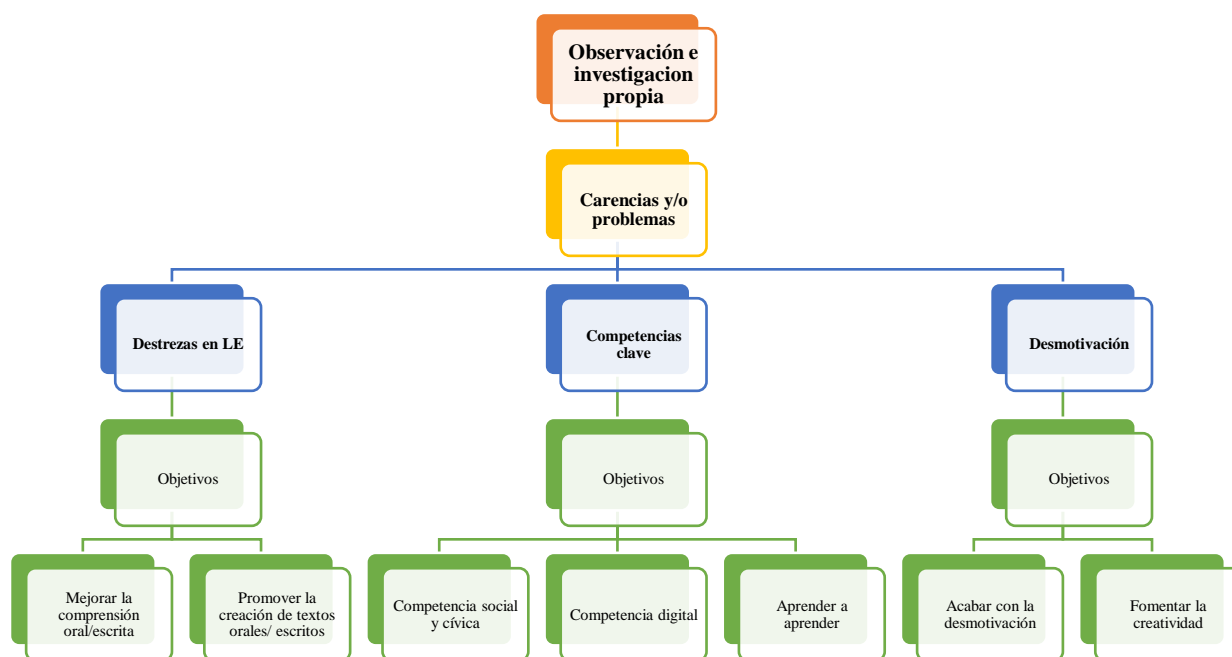 Observación e
investigacion
propia
Carencias y/o
problemas
Destrezas en LE
Competencias
clave
Desmotivación
Objetivos
Objetivos
Objetivos
Mejorar la
comprensión
oral/escrita
Promover la
creación de textos
orales/ escritos
Competencia social
y cívica
Competencia digital
Aprender a
aprender
Acabar con la
desmotivación
Fomentar la
creatividad